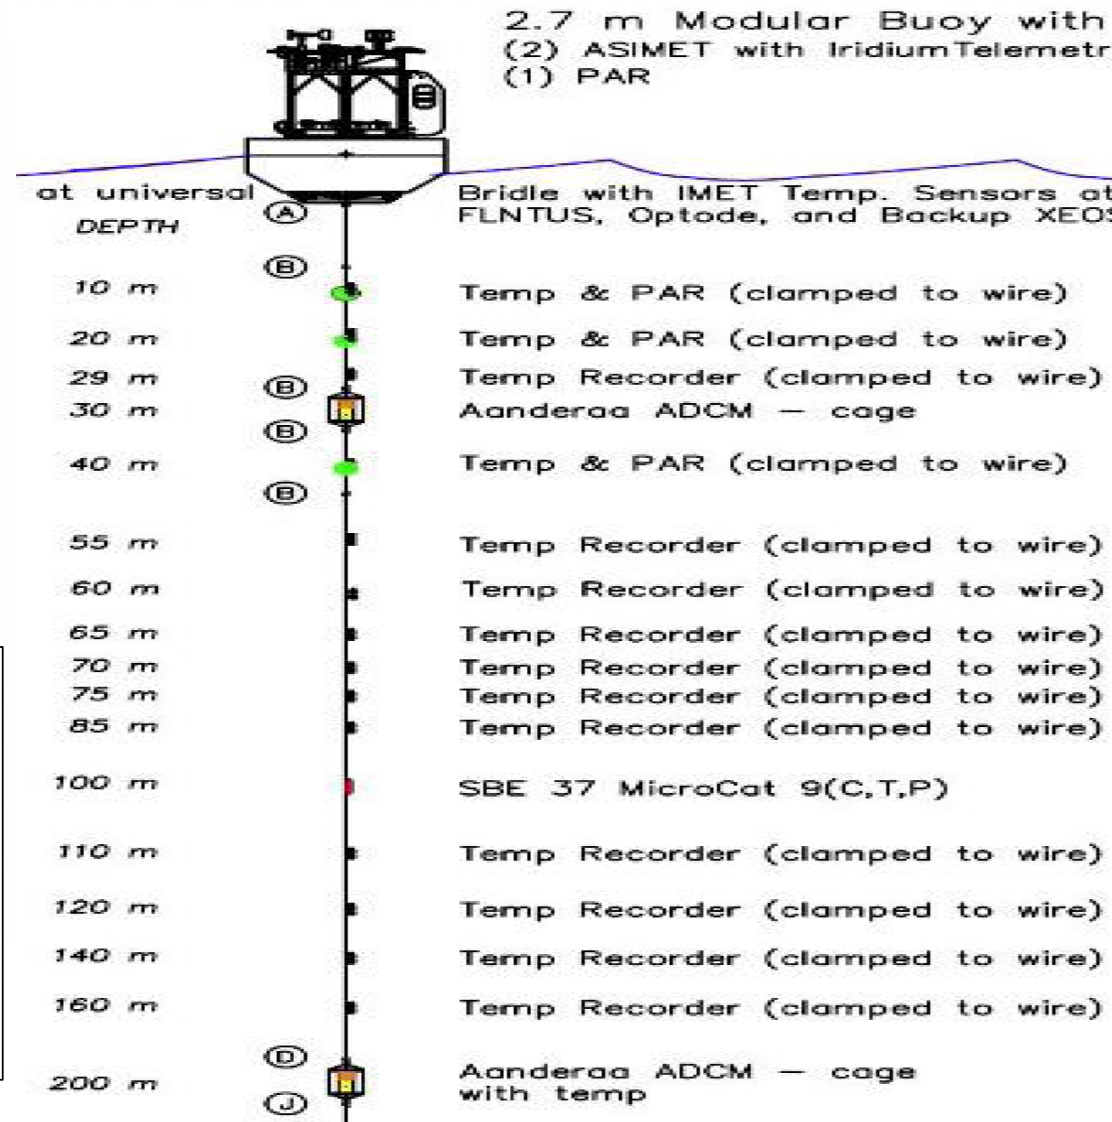 2.7 m Modular Buoy with
(2) ASIMET with IridiumTelemetr
(1) PAR
at universal
Bridle with IMET Temp. Sensors at
DEPTH
FLNTUS, Optode, and Backup XEOS
A
B
10 m Temp & PAR (clamped to wire)
20 m Temp & PAR (clamped to wire)
29 m Temp Recorder (clamped to wire)
B
30 m Aanderaa ADCM – cage
B
40 m Temp & PAR (clamped to wire)
B
55 m Temp Recorder (clamped to wire)
60 m Temp Recorder (clamped to wire)
65 m Temp Recorder (clamped to wire)
70 m Temp Recorder (clamped to wire)
75 m Temp Recorder (clamped to wire)
85 m Temp Recorder (clamped to wire)
100 m SBE 37 MicroCat 9(C,T,P)
110 m Temp Recorder (clamped to wire)
120 m Temp Recorder (clamped to wire)
140 m Temp Recorder (clamped to wire)
160 m Temp Recorder (clamped to wire)
D
200 m Aanderaa ADCM – cage
with temp
J